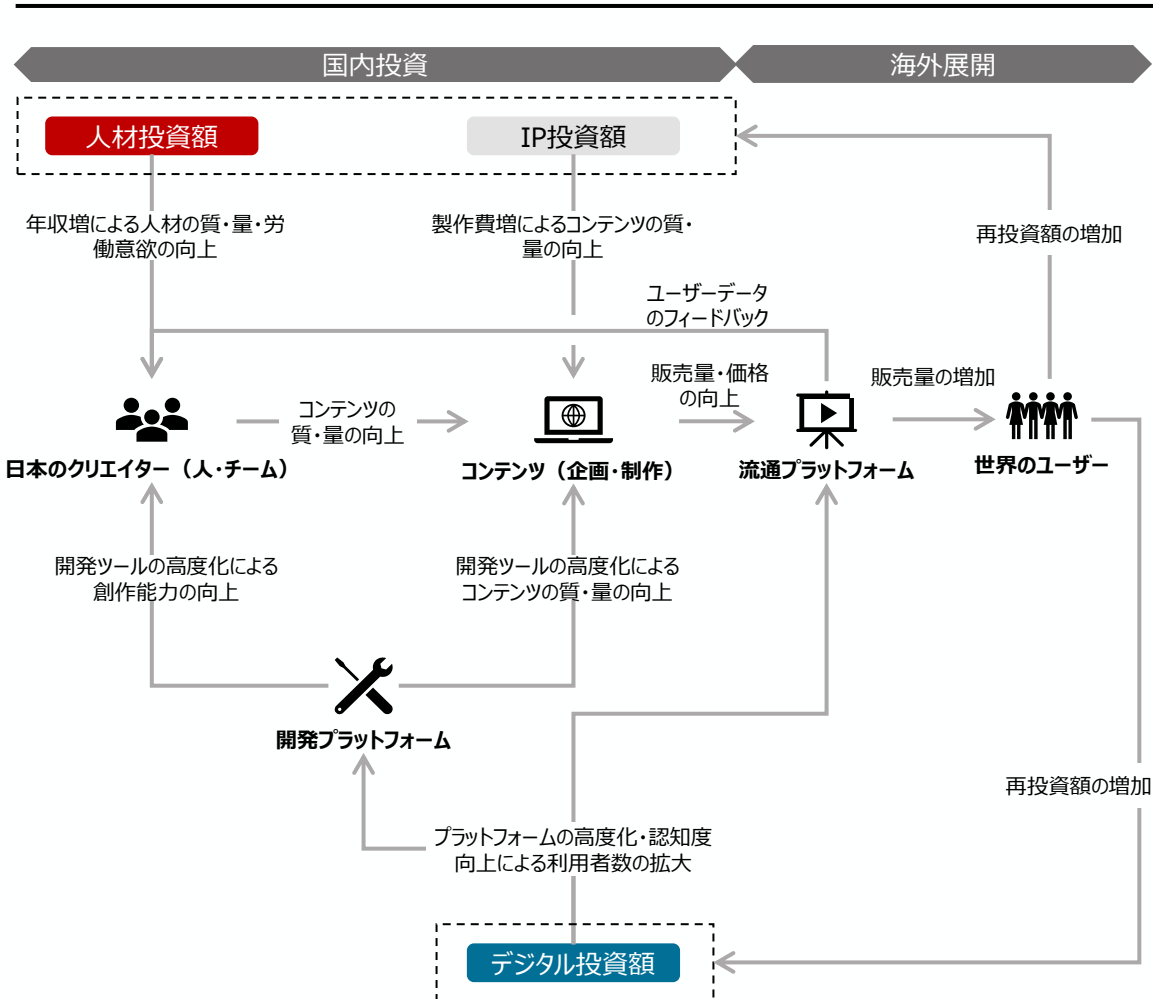 国内投資
海外展開
人材投資額
IP投資額
年収増による人材の質・量・労
働意欲の向上
製作費増によるコンテンツの質・
量の向上
再投資額の増加
ユーザーデータ
のフィードバック
コンテンツの
質・量の向上
販売量・価格
の向上
販売量の増加
日本のクリエイター（人・チーム）
コンテンツ（企画・制作）
流通プラットフォーム
世界のユーザー
開発ツールの高度化による
創作能力の向上
開発ツールの高度化による
コンテンツの質・量の向上
開発プラットフォーム
再投資額の増加
プラットフォームの高度化・認知度
向上による利用者数の拡大
デジタル投資額